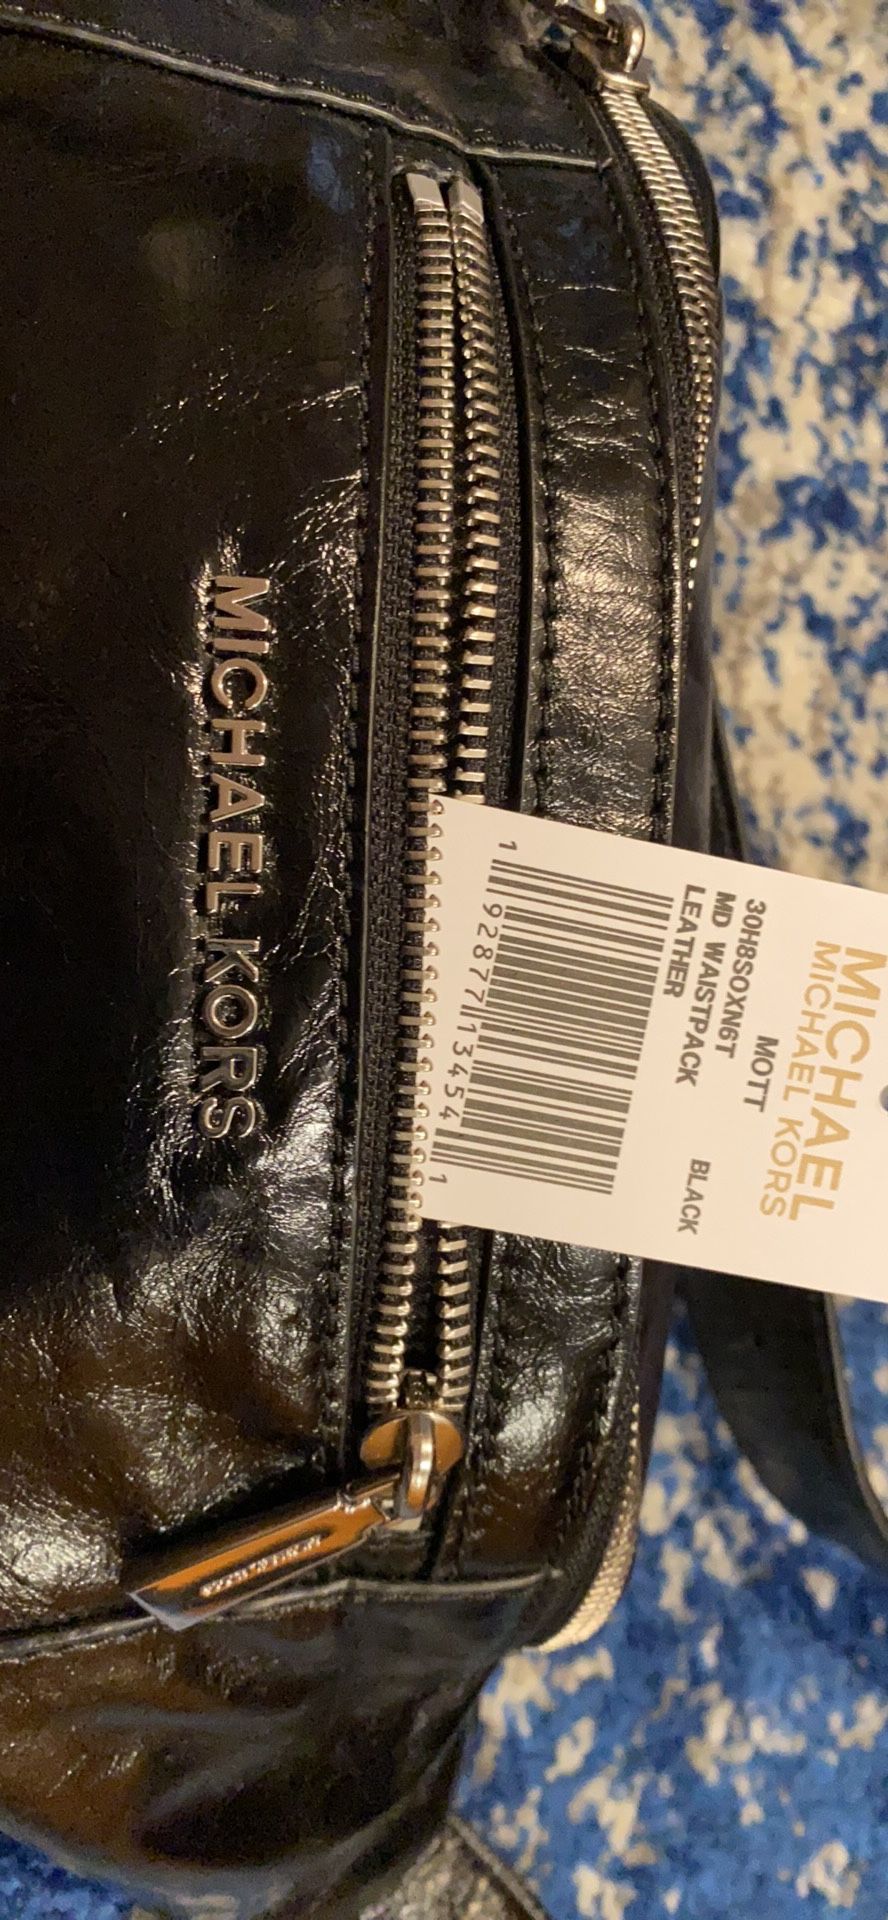 MICHAEL KORS
MICHAEL
MICHAEL KORS
MOTT
30H8SOXN6T
MD WAISTPACK
LEATHER BLACK
1 92877 13454 1